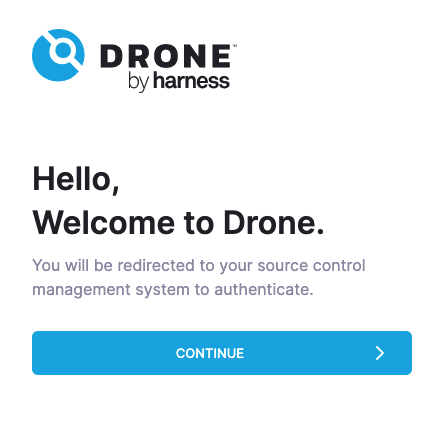 DRONE™
by harness
Hello,
Welcome to Drone.
You will be redirected to your source control
management system to authenticate.
CONTINUE